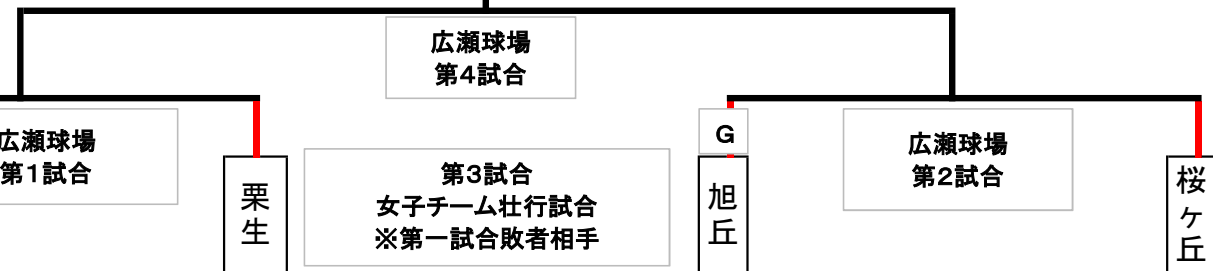 広瀬球場
第4試合
広瀬球場
第1試合
栗生
第3試合
女子チーム壮行試合
※第一試合敗者相手
G
旭丘
広瀬球場
第2試合
桜ケ丘